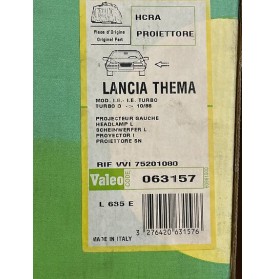 HCRA
PROIETTORE
Pièce d'Origine
Original Part
LANCIA THEMA
MOD. I.E.- I.E. TURBO
TURBO D -:- 10/88
PROJECTEUR GAUCHE
HEADLAMP L
SCHEINWERFER L
PROYECTOR I
PROIETTORE SN
RIF VVI 75201080
Valeo
CODE
063157
L 635 E
3 276420 631576
MADE IN ITALY